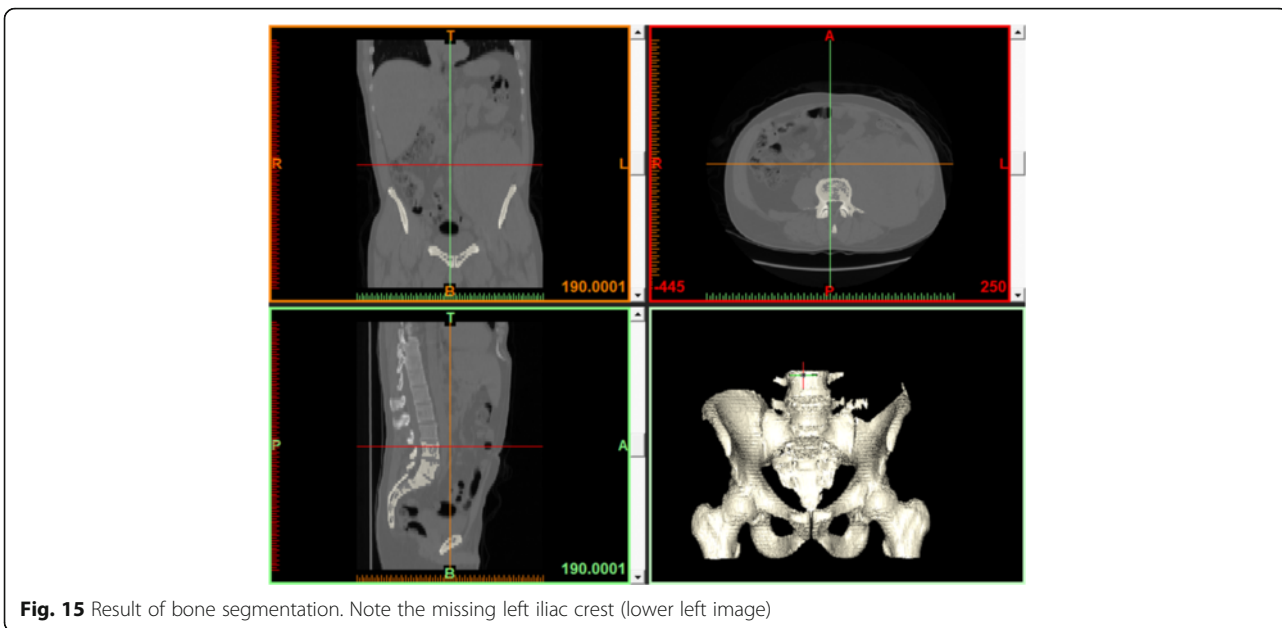 T
A
R
L
R
L
B
190.0001
-445
P
250
T
P
A
B
190.0001
Fig. 15 Result of bone segmentation. Note the missing left iliac crest (lower left image)